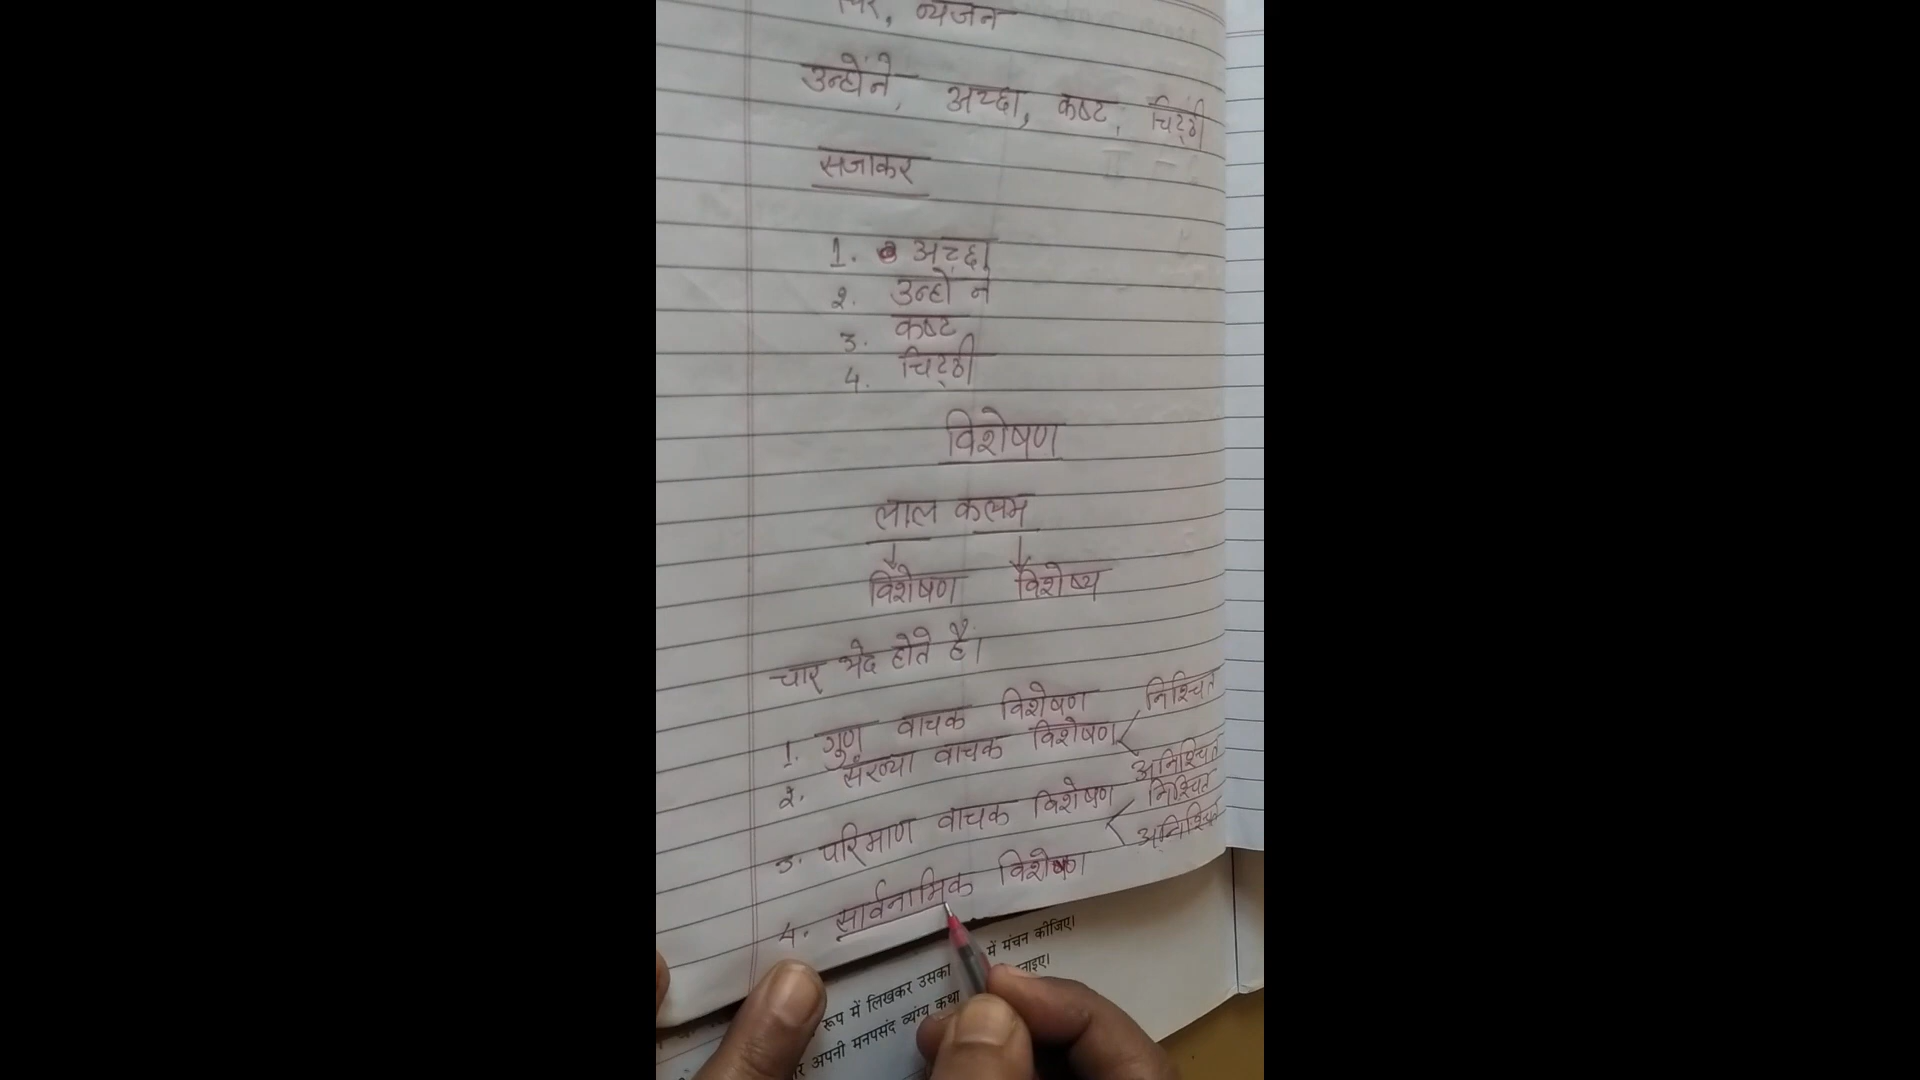 व्यंजन
उन्होंने, अच्छा, कष्ट, चिट्ठी
सजाकर
1. अच्छा
2. उन्होंने
3. कष्ट
4. चिट्ठी
विशेषण
लाल कलम
विशेषण विशेष्य
चार भेद होते हैं।
1. गुण वाचक विशेषण
2. संख्या वाचक विशेषण निश्चित
अनिश्चित
3. परिमाण वाचक विशेषण निश्चित
अनिश्चित
4. सार्वनामिक विशेषण
में मंचन कीजिए।
रूप में लिखकर उसका
अपनी मनपसंद व्यंग्य कथा